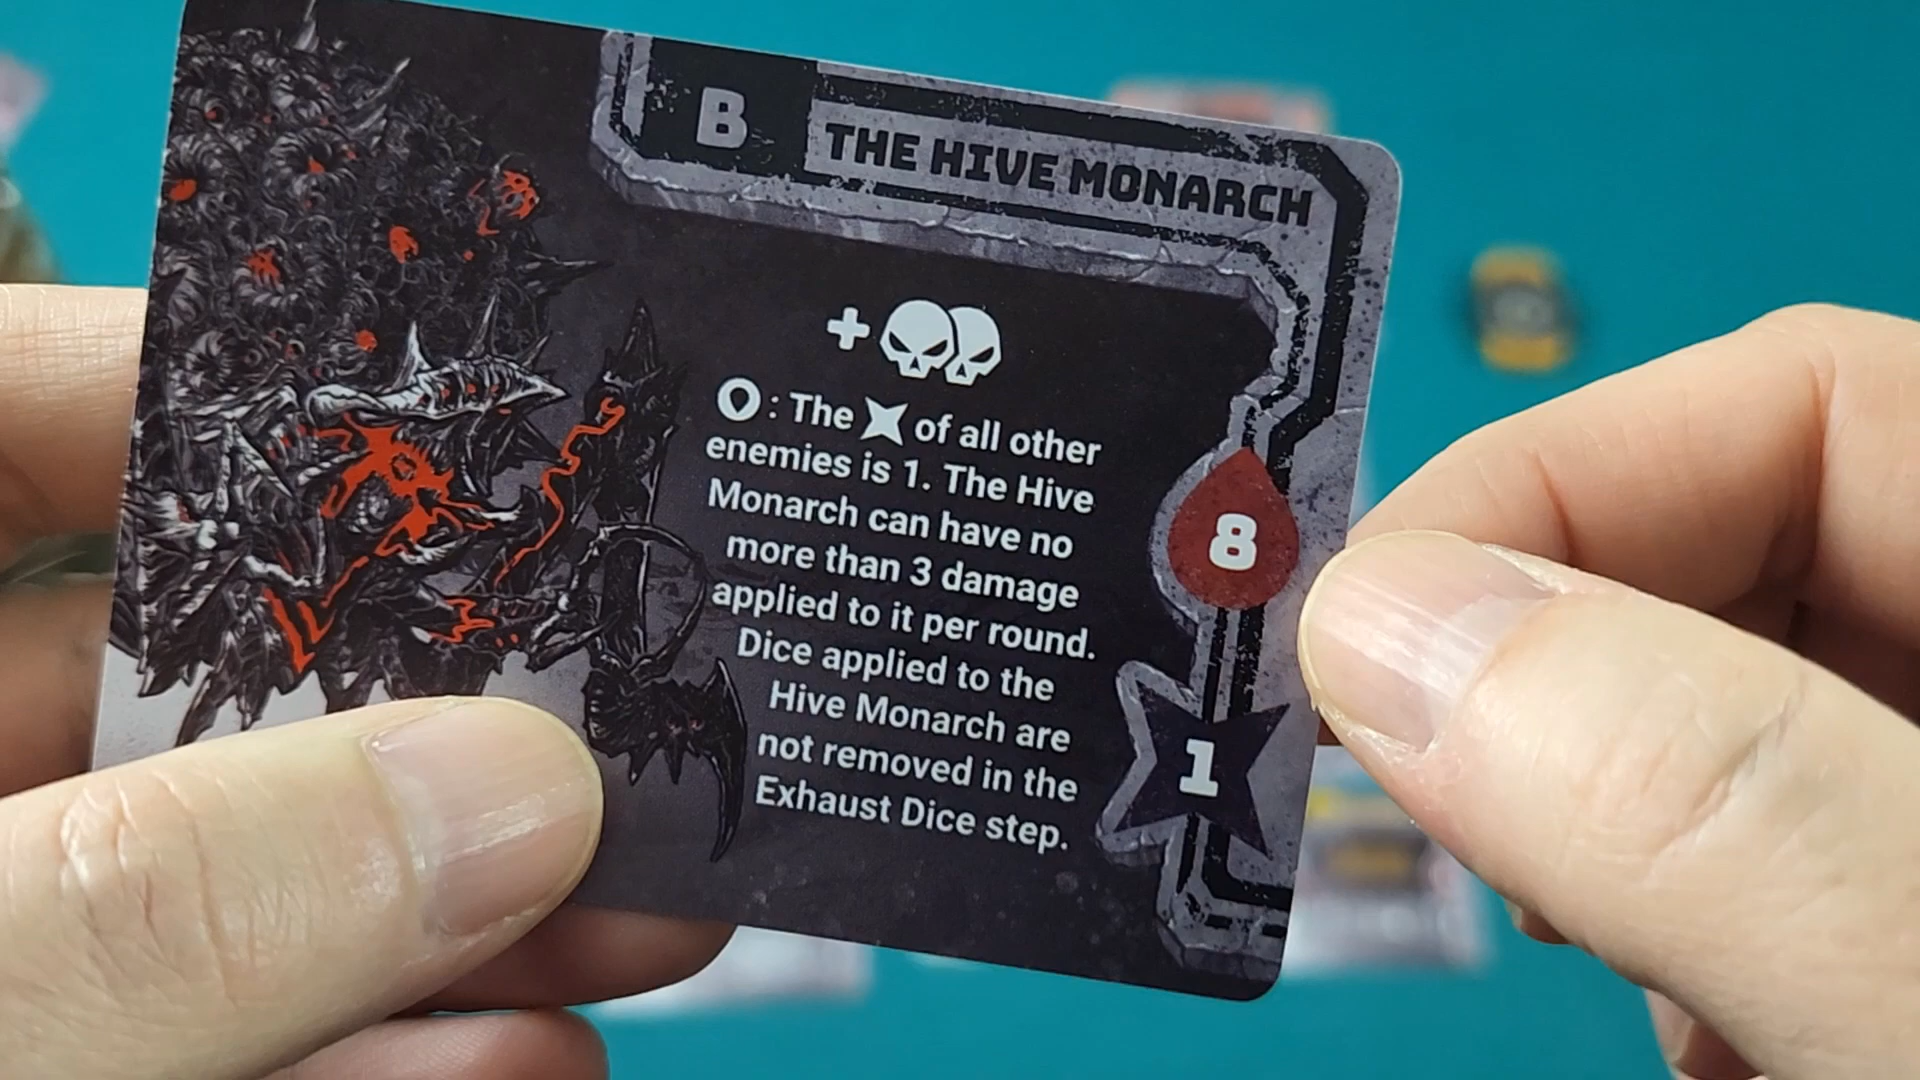 B THE HIVE MONARCH
+
: The of all other
enemies is 1. The Hive
Monarch can have no
more than 3 damage
applied to it per round.
Dice applied to the
Hive Monarch are
not removed in the
Exhaust Dice step.
8
1